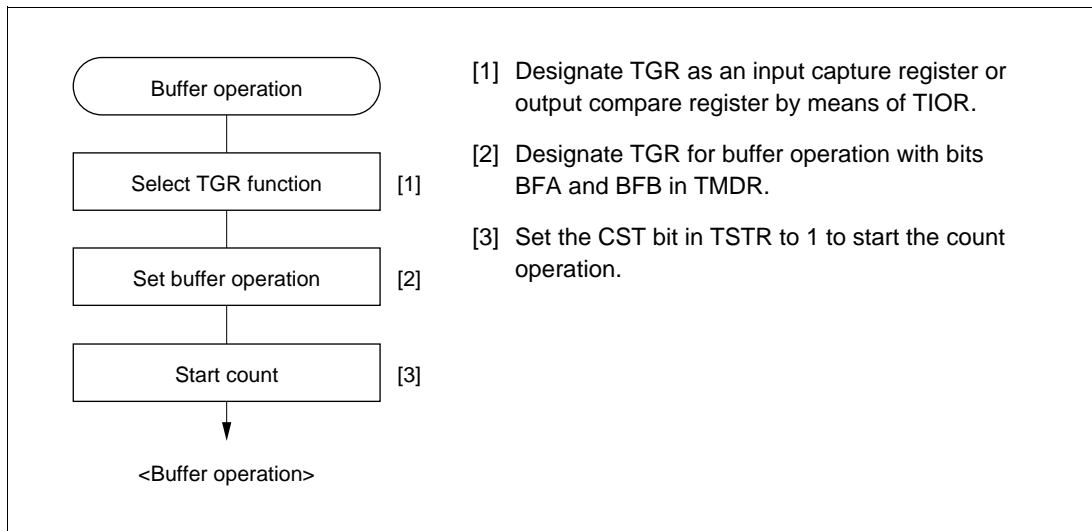 Buffer operation
Select TGR function [1]
Set buffer operation [2]
Start count [3]
<Buffer operation>
[1] Designate TGR as an input capture register or
output compare register by means of TIOR.
[2] Designate TGR for buffer operation with bits
BFA and BFB in TMDR.
[3] Set the CST bit in TSTR to 1 to start the count
operation.